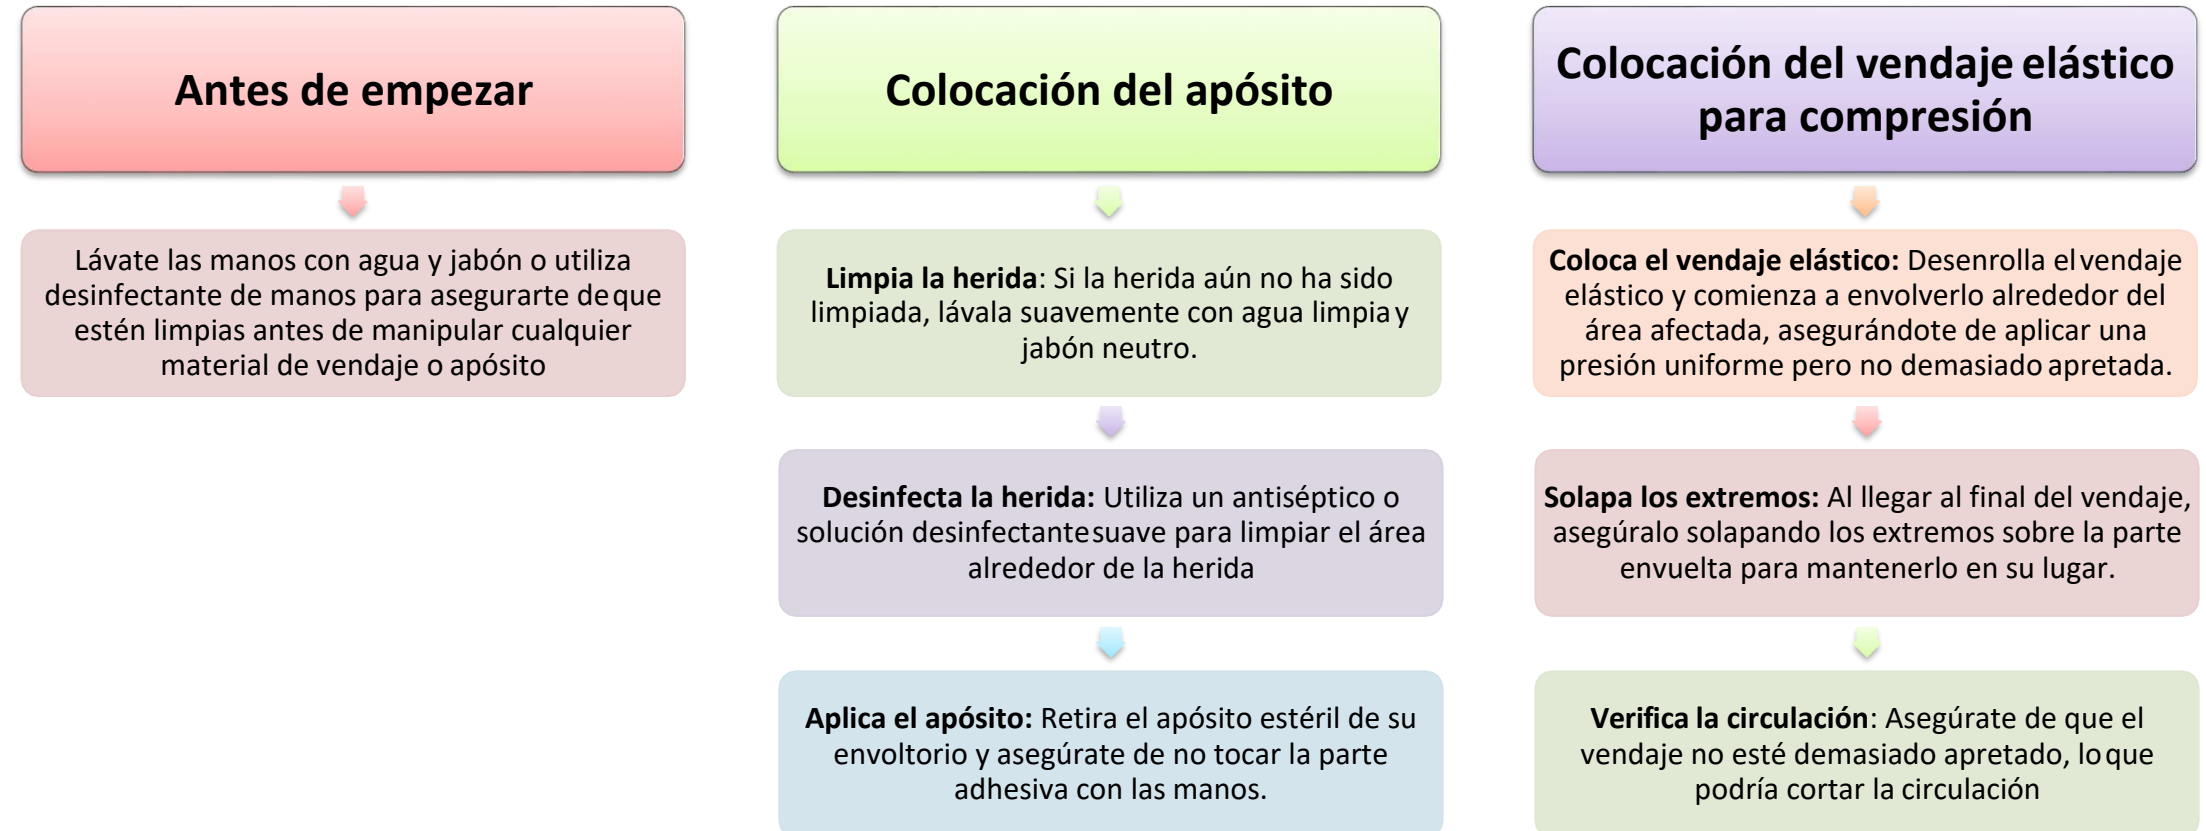 Antes de empezar
Lávate las manos con agua y jabón o utiliza
desinfectante de manos para asegurarte de que
estén limpias antes de manipular cualquier
material de vendaje o apósito
Colocación del apósito
Limpia la herida: Si la herida aún no ha sido
limpiada, lávala suavemente con agua limpia y
jabón neutro.
Desinfecta la herida: Utiliza un antiséptico o
solución desinfectante suave para limpiar el área
alrededor de la herida
Aplica el apósito: Retira el apósito estéril de su
envoltorio y asegúrate de no tocar la parte
adhesiva con las manos.
Colocación del vendaje elástico
para compresión
Coloca el vendaje elástico: Desenrolla el vendaje
elástico y comienza a envolverlo alrededor del
área afectada, asegurándote de aplicar una
presión uniforme pero no demasiado apretada.
Solapa los extremos: Al llegar al final del vendaje,
asegúralo solapando los extremos sobre la parte
envuelta para mantenerlo en su lugar.
Verifica la circulación: Asegúrate de que el
vendaje no esté demasiado apretado, lo que
podría cortar la circulación